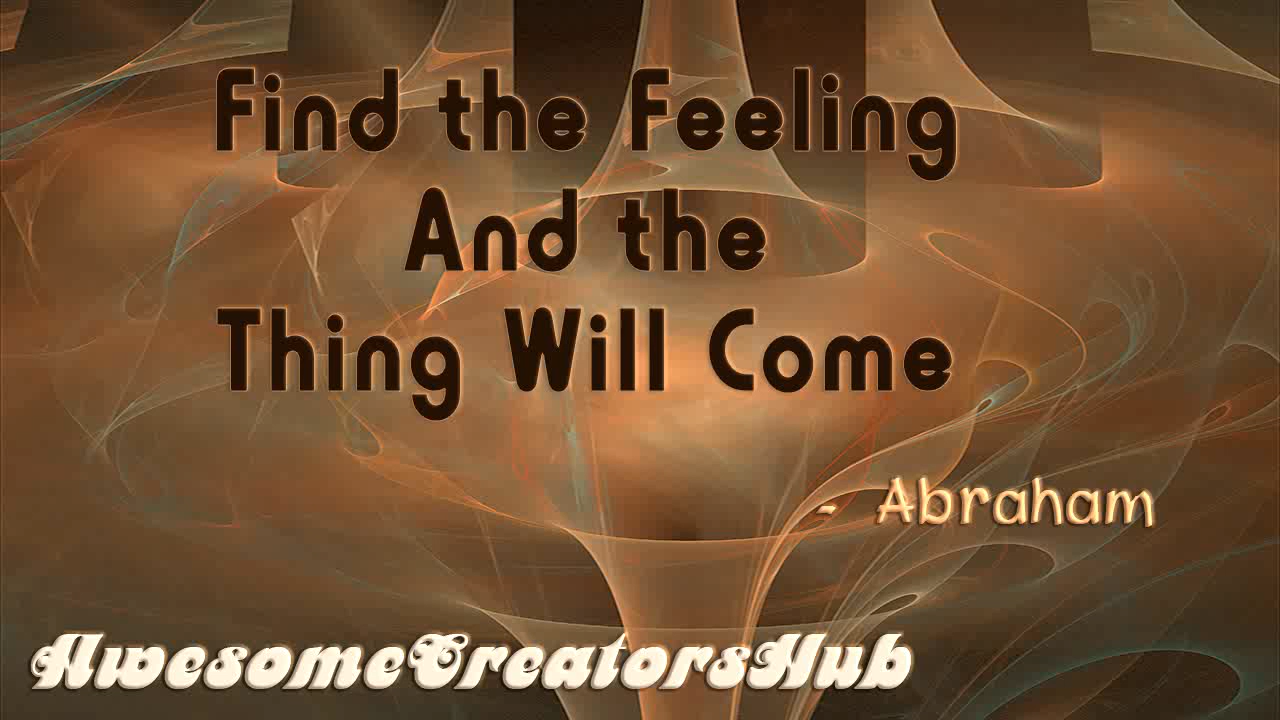 Find the Feeling
And the
Thing Will Come
- Abraham
AwesomeCreatorsHub